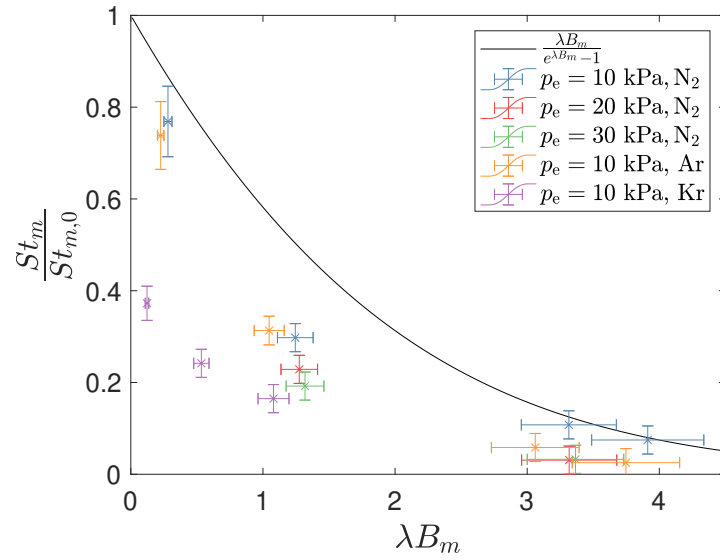 1
0.8
0.6
0.4
0.2
0
0 1 2 3 4
St_m / St_{m,0}
λB_m
λB_m / e^{λB_m}−1
p_e = 10 kPa, N_2
p_e = 20 kPa, N_2
p_e = 30 kPa, N_2
p_e = 10 kPa, Ar
p_e = 10 kPa, Kr